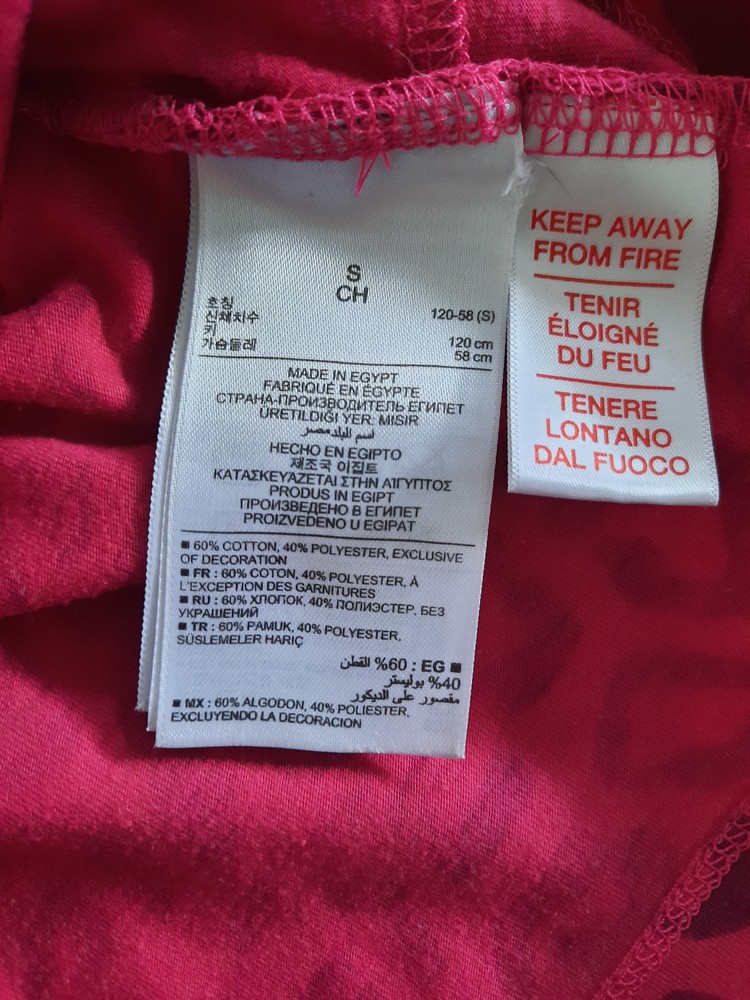 S
CH
호칭
신체치수 120-58 (S)
키 120 cm
가슴둘레 58 cm
MADE IN EGYPT
FABRIQUÉ EN ÉGYPTE
СТРАНА-ПРОИЗВОДИТЕЛЬ ЕГИПЕТ
ÜRETİLDİĞİ YER: MISIR
اسم البلد مصر
HECHO EN EGIPTO
제조국 이집트
ΚΑΤΑΣΚΕΥΆΖΕΤΑΙ ΣΤΗΝ ΑΊΓΥΠΤΟΣ
PRODUS IN EGIPT
ПРОИЗВЕДЕНО В ЕГИПЕТ
PROIZVEDENO U EGIPAT
■ 60% COTTON, 40% POLYESTER, EXCLUSIVE
OF DECORATION
■ FR : 60% COTON, 40% POLYESTER, À
L'EXCEPTION DES GARNITURES
■ RU : 60% ХЛОПОК, 40% ПОЛИЭСТЕР, БЕЗ
УКРАШЕНИЙ
■ TR : 60% PAMUK, 40% POLYESTER,
SÜSLEMELER HARİÇ
■ EG : 60% القطن
40% بوليستر
مقصور على الديكور
■ MX : 60% ALGODON, 40% POLIESTER,
EXCLUYENDO LA DECORACION
KEEP AWAY
FROM FIRE
TENIR
ÉLOIGNÉ
DU FEU
TENERE
LONTANO
DAL FUOCO